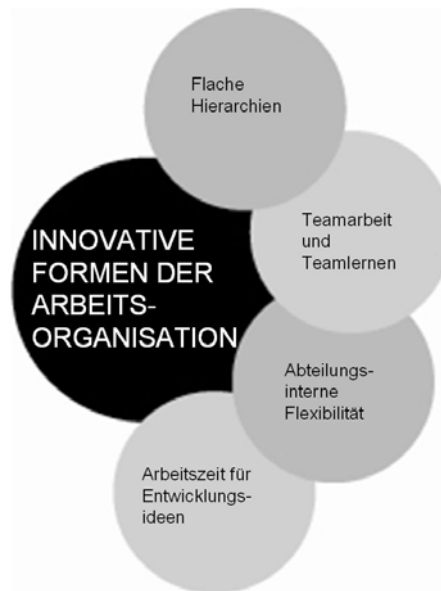 Flache
Hierarchien
Teamarbeit
und
Teamlernen
INNOVATIVE
FORMEN DER
ARBEITS-
ORGANISATION
Abteilungs-
interne
Flexibilität
Arbeitszeit für
Entwicklungs-
ideen